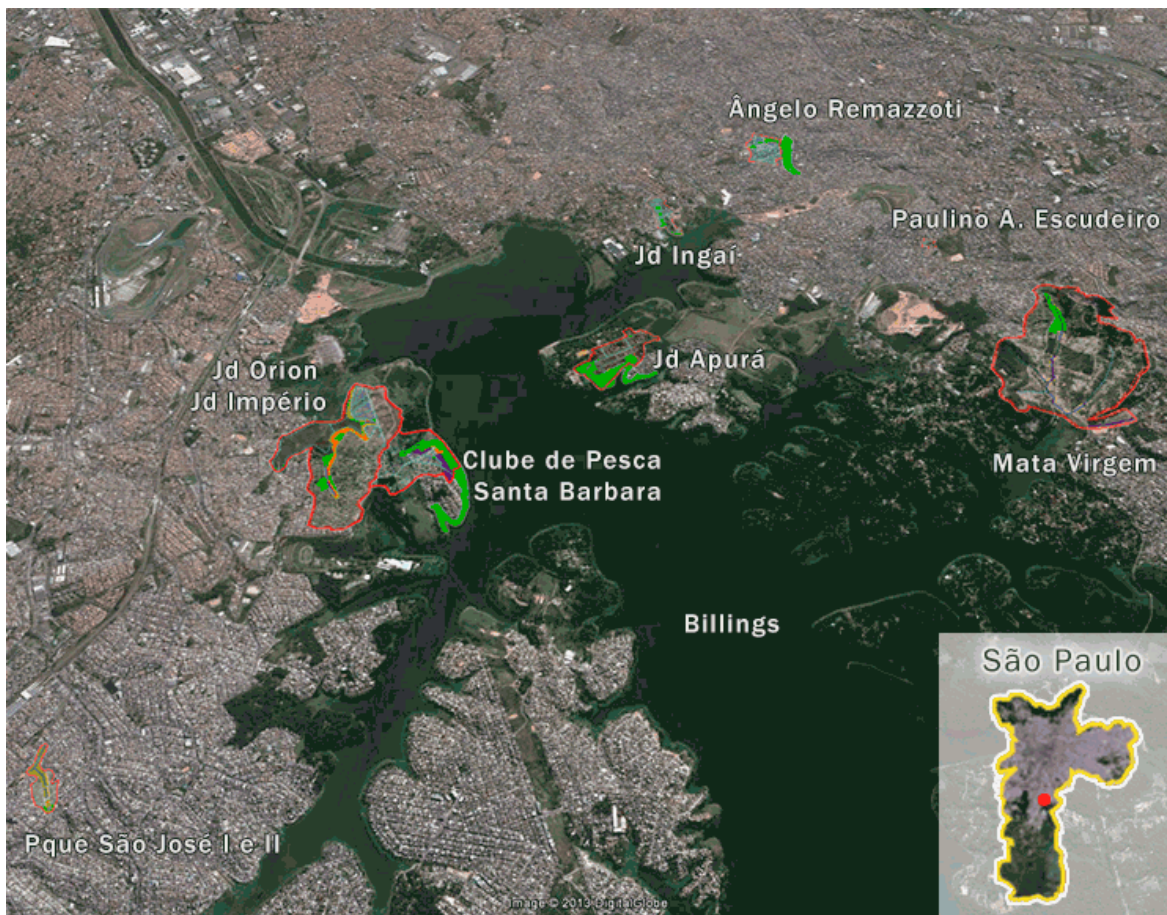 Ângelo Remazzoti
Paulino A. Escudeiro
Jd Ingaí
Jd Apurá
Jd Orion
Jd Império
Clube de Pesca
Santa Barbara
Mata Virgem
Billings
São Paulo
Pque São José I e II
Image © 2013 DigitalGlobe